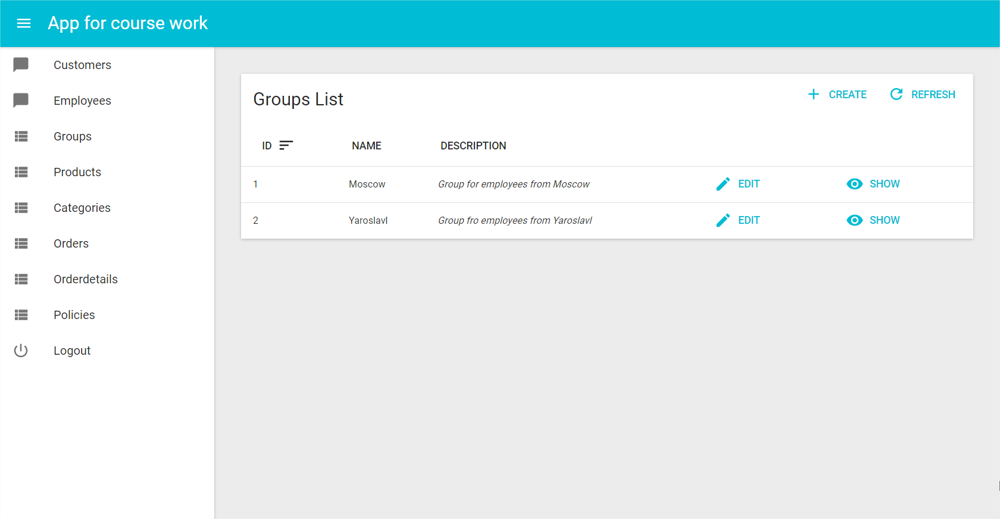 App for course work
Customers
Employees
Groups
Products
Categories
Orders
Orderdetails
Policies
Logout
Groups List
CREATE REFRESH
ID NAME DESCRIPTION
1 Moscow Group for employees from Moscow EDIT SHOW
2 Yaroslavl Group fro employees from Yaroslavl EDIT SHOW